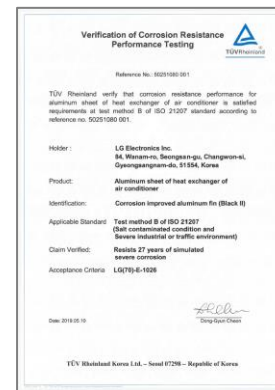 Verification of Corrosion Resistance
Performance Testing
TÜVRheinland
Reference No.: 50251080 001
TÜV Rheinland verify that corrosion resistance performance for
aluminum sheet of heat exchanger of air conditioner is satisfied
requirements at test method B of ISO 21207 standard according to
reference no. 50251080 001.
Holder : LG Electronics Inc.
84, Wanam-ro, Seongsan-gu, Changwon-si,
Gyeongsangnam-do, 51554, Korea
Product: Aluminum sheet of heat exchanger of
air conditioner
Identification: Corrosion improved aluminum fin (Black II)
Applicable Standard Test method B of ISO 21207
(Salt contaminated condition and
Severe industrial or traffic environment)
Claim Verified: Resists 27 years of simulated
severe corrosion
Acceptance Criteria LG(70)-E-1026
Date: 2019.05.10
Dong-Gyun Cheon
TÜV Rheinland Korea Ltd. – Seoul 07298 – Republic of Korea